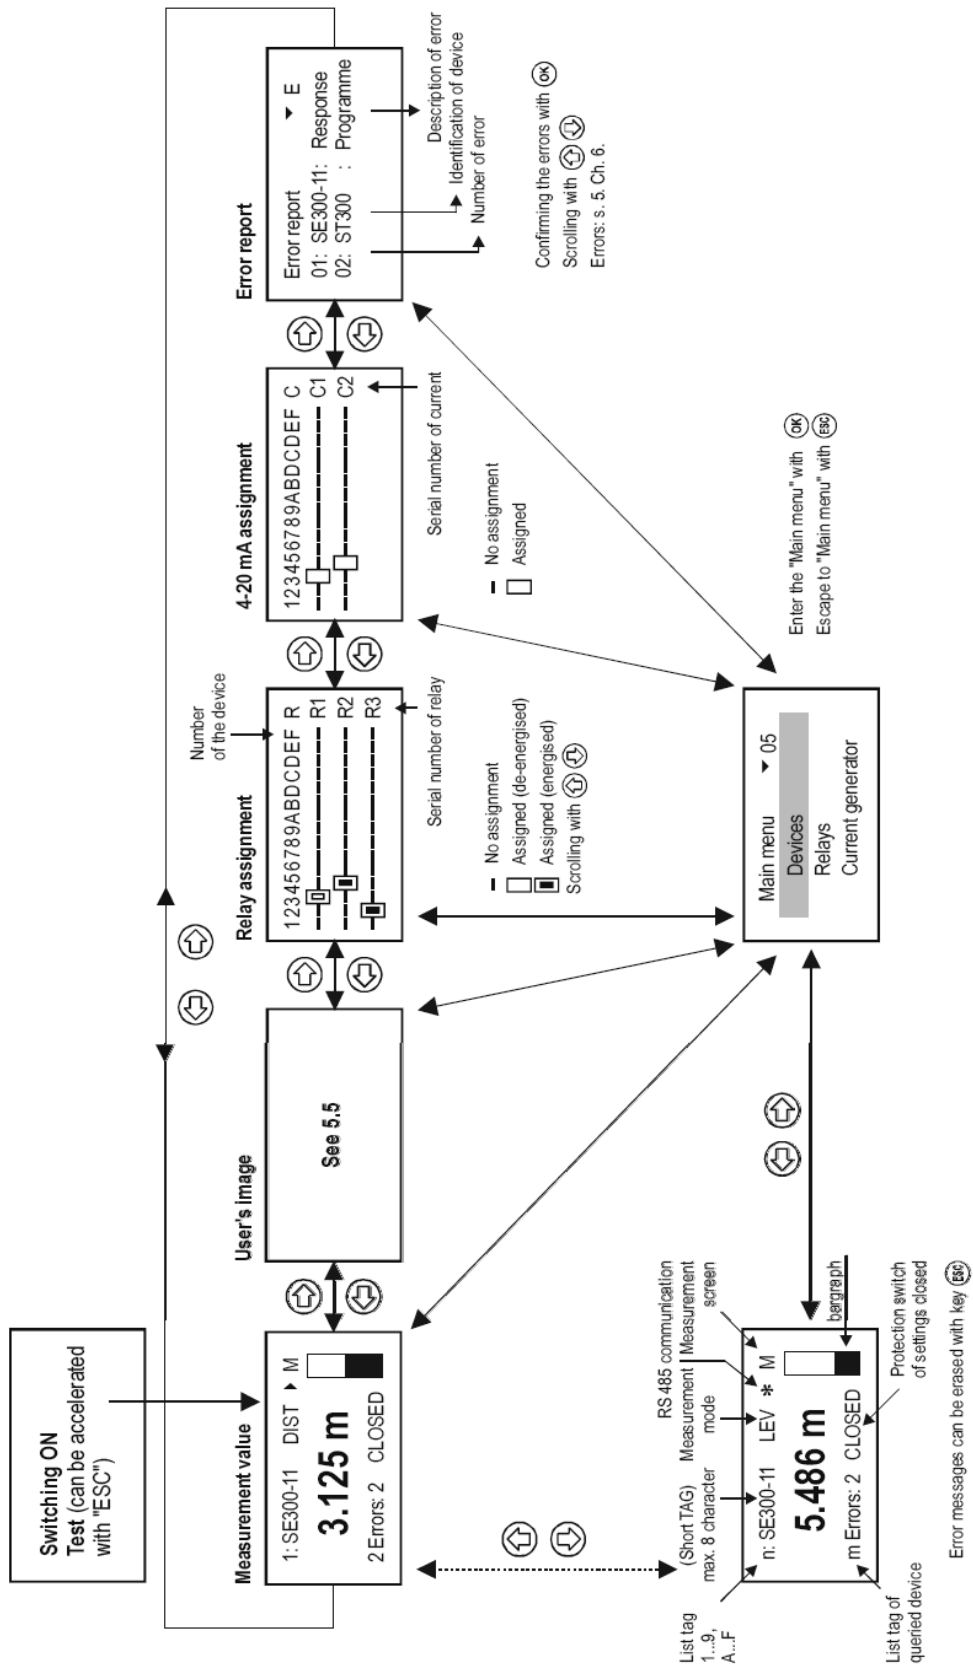 Switching ON
Test (can be accelerated
with "ESC")
Measurement value
1: SE300-11 DIST ▸ M
3.125 m
2 Errors: 2 CLOSED
User's image
See 5.5
Relay assignment
Number
of the device
123456789ABDCDEF R
R1
R2
R3
Serial number of relay
No assignment
Assigned (de-energised)
Assigned (energised)
Scrolling with
4-20 mA assignment
123456789ABDCDEF C
C1
C2
Serial number of current
No assignment
Assigned
Error report
Error report ▾ E
01: SE300-11: Response
02: ST300 : Programme
Description of error
Identification of device
Number of error
Confirming the errors with OK
Scrolling with
Errors: s. 5. Ch. 6.
List tag
1...9,
A...F
(Short TAG)
max. 8 character
Measurement
mode
RS 485 communication
Measurement
screen
n: SE300-11 LEV * M
5.486 m
m Errors: 2 CLOSED
bargraph
List tag of
queried device
Protection switch
of settings closed
Error messages can be erased with key ESC
Main menu ▾ 05
Devices
Relays
Current generator
Enter the "Main menu" with OK
Escape to "Main menu" with ESC